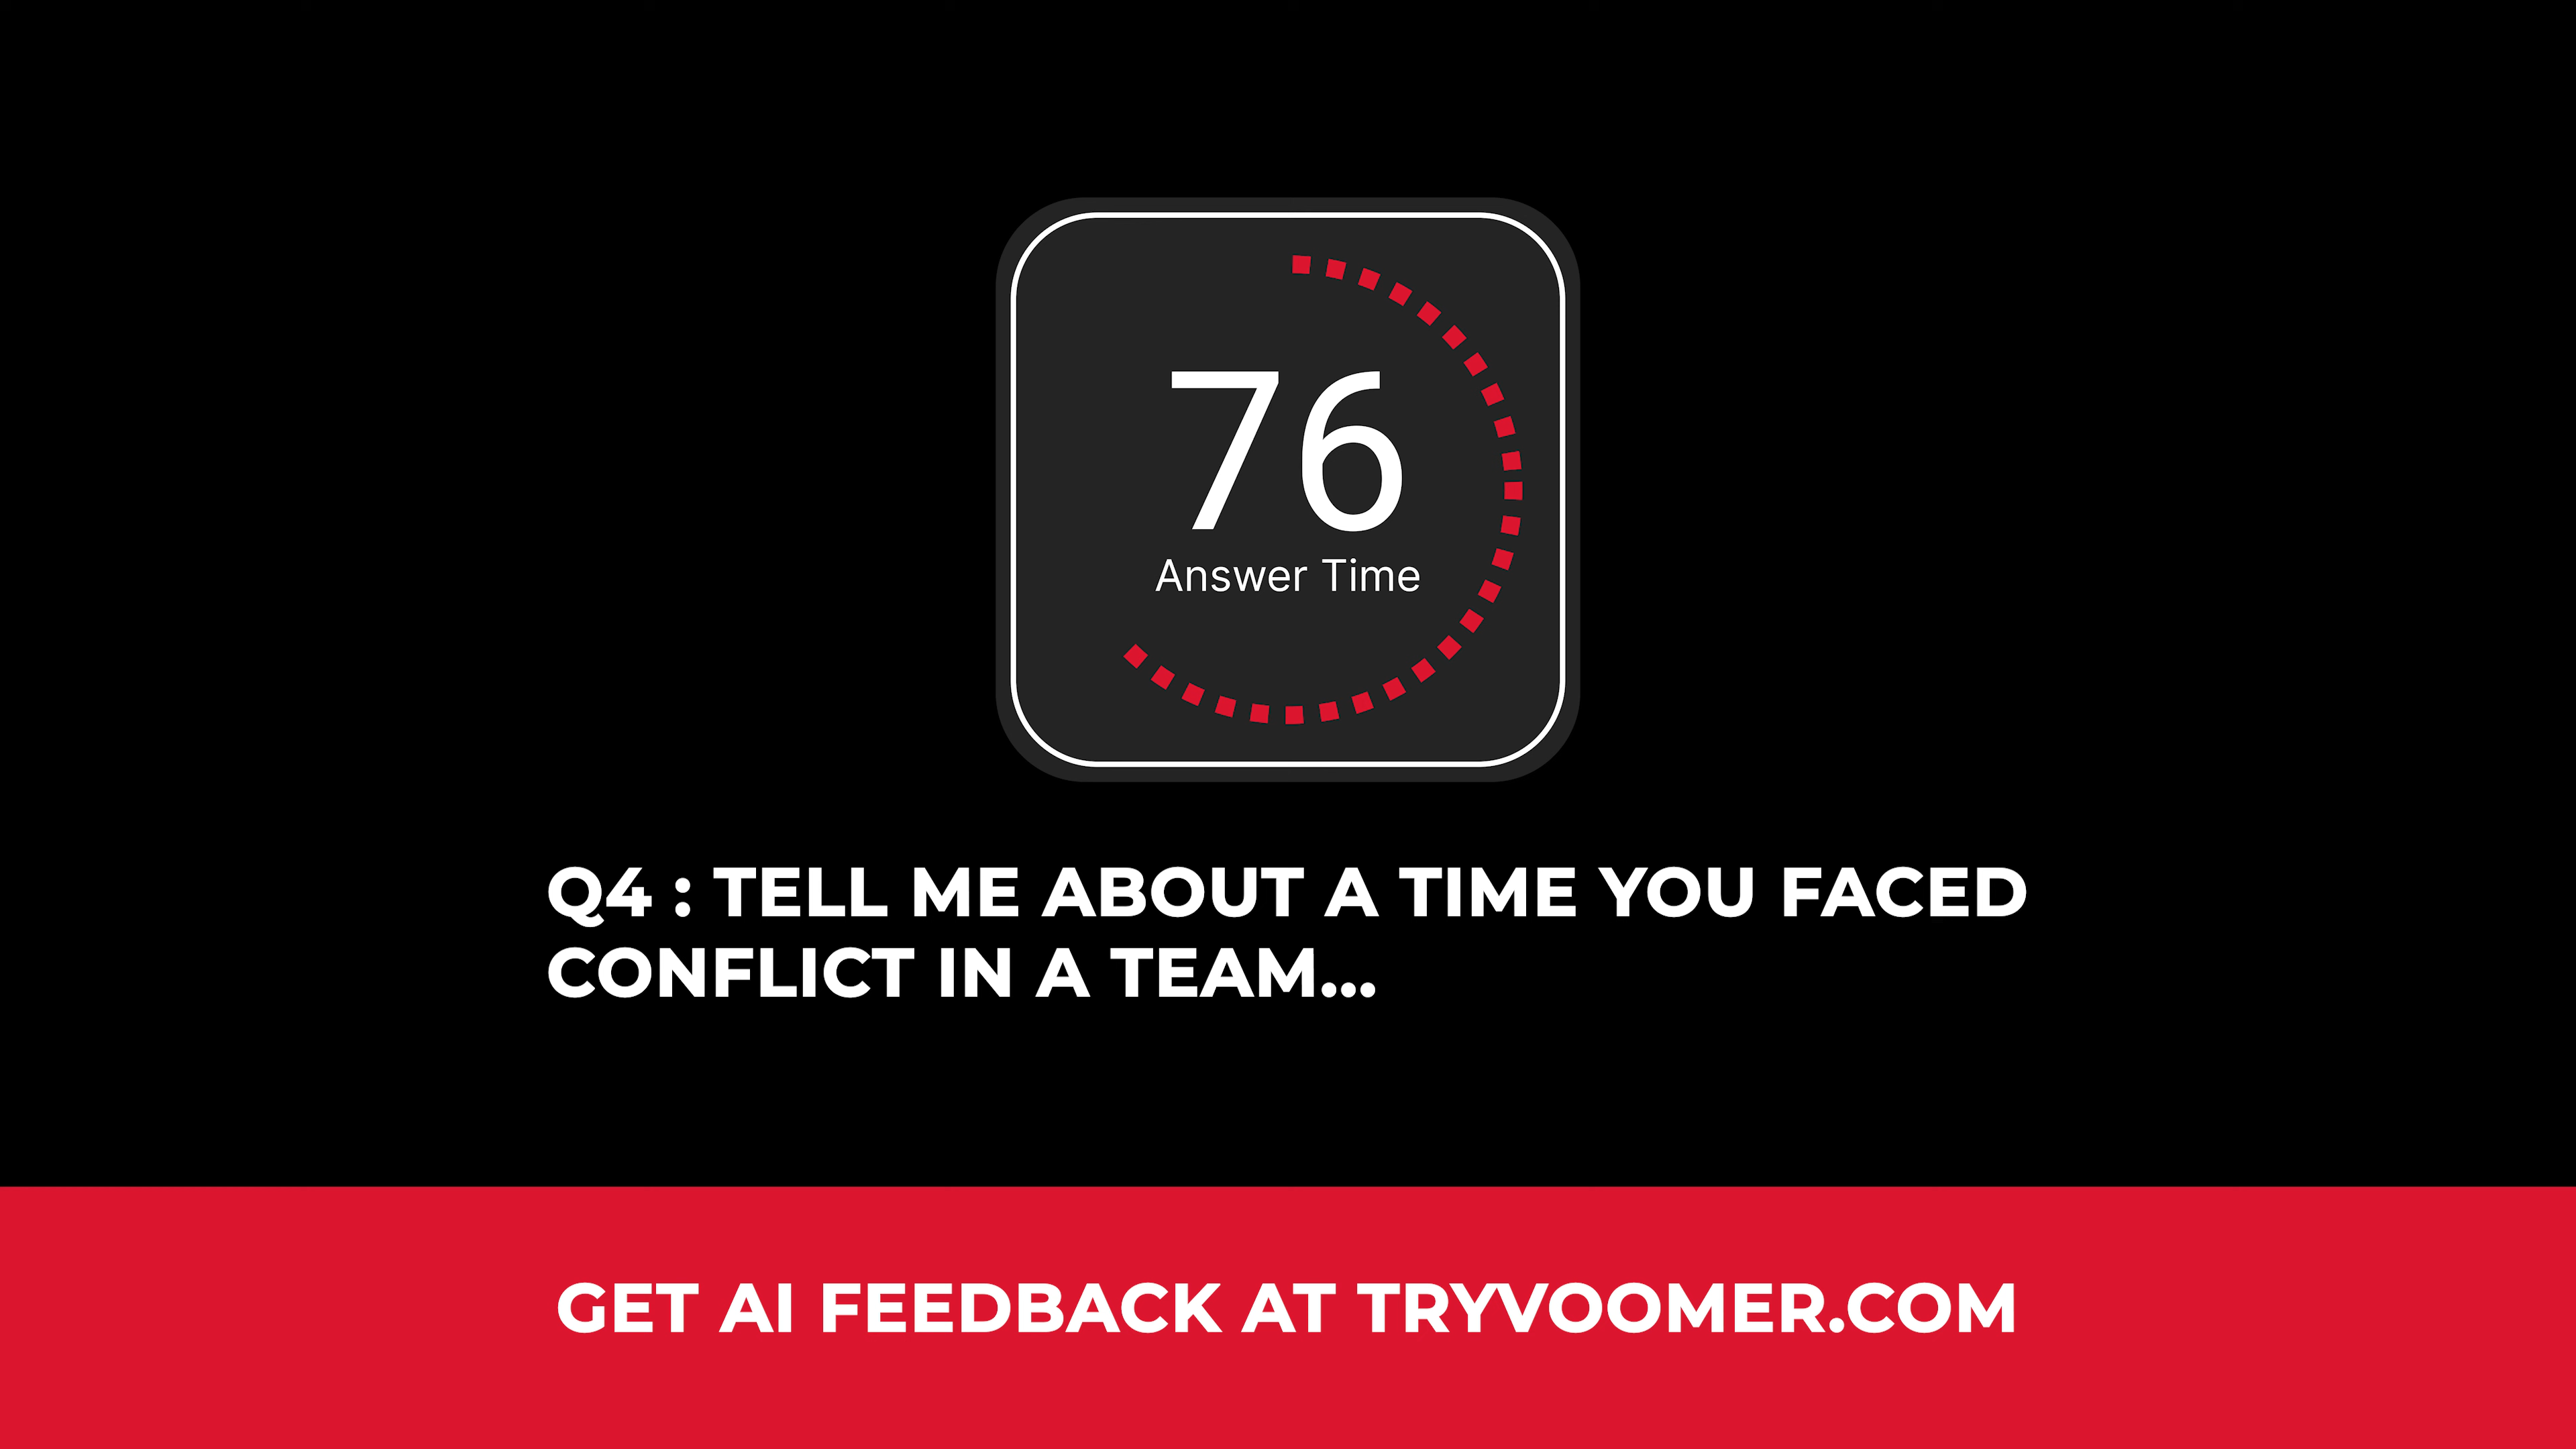 76
Answer Time
Q4 : TELL ME ABOUT A TIME YOU FACED
CONFLICT IN A TEAM...
GET AI FEEDBACK AT TRYVOOMER.COM